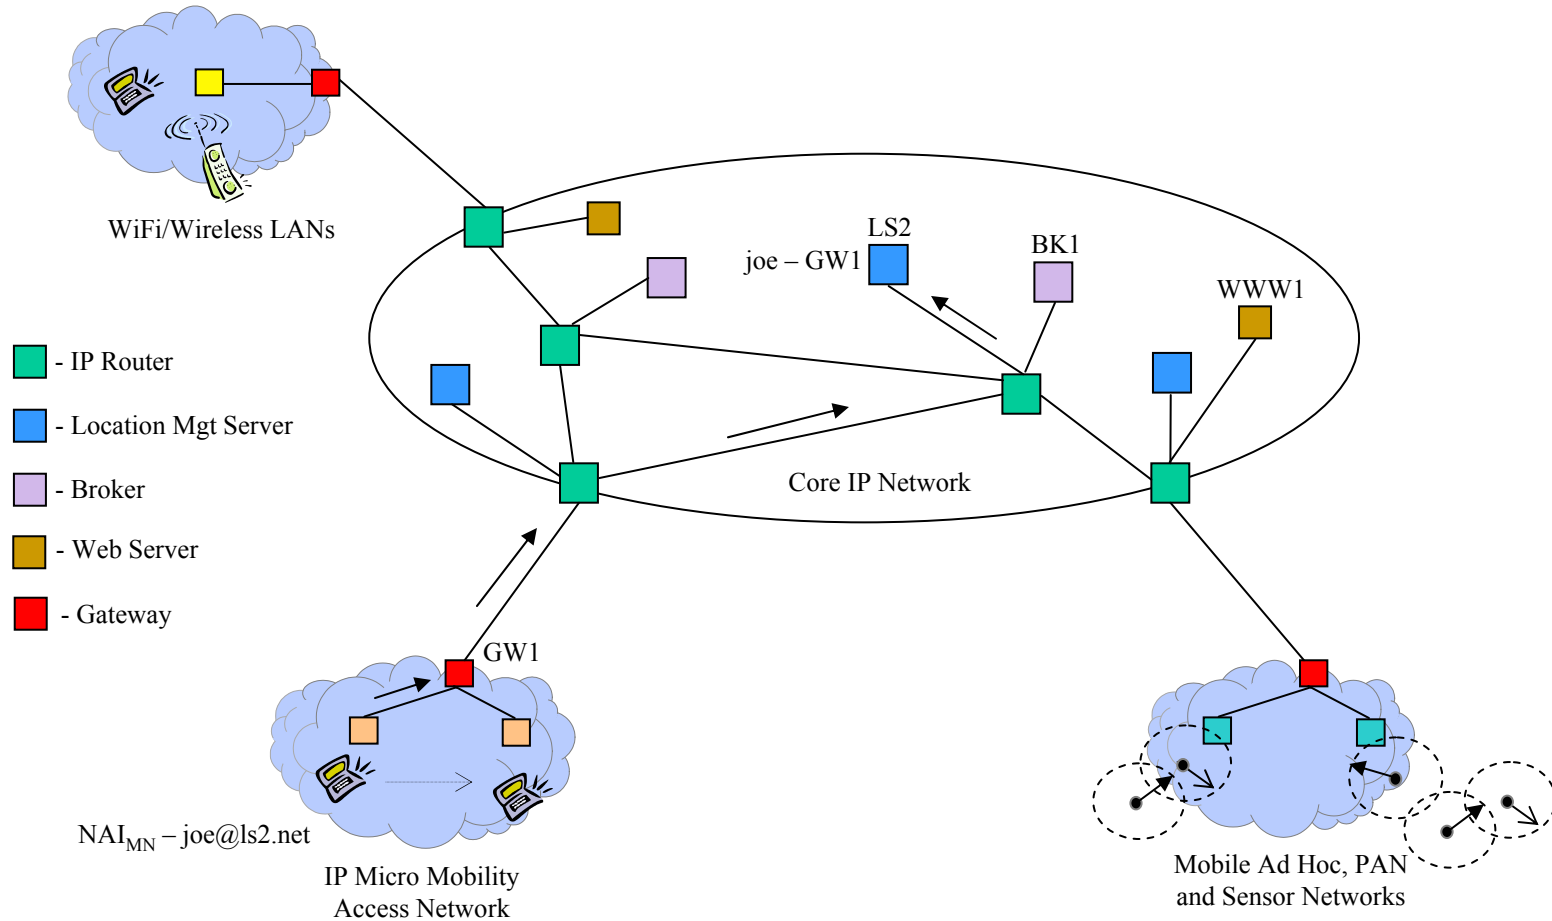 WiFi/Wireless LANs
LS2
joe – GW1
BK1
WWW1
- IP Router
- Location Mgt Server
- Broker
- Web Server
- Gateway
Core IP Network
GW1
NAIMN – joe@ls2.net
IP Micro Mobility
Access Network
Mobile Ad Hoc, PAN
and Sensor Networks